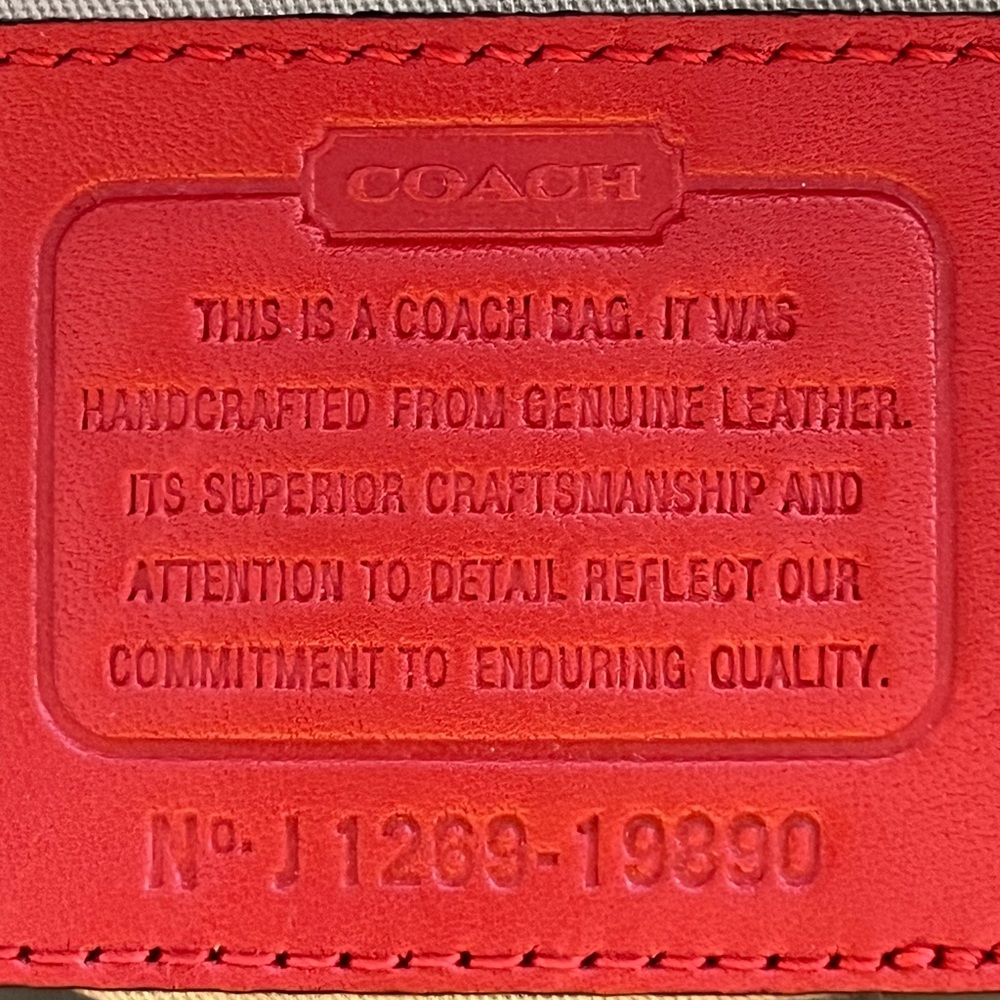 COACH
THIS IS A COACH BAG. IT WAS
HANDCRAFTED FROM GENUINE LEATHER.
ITS SUPERIOR CRAFTSMANSHIP AND
ATTENTION TO DETAIL REFLECT OUR
COMMITMENT TO ENDURING QUALITY.
Nº. J1269-19890